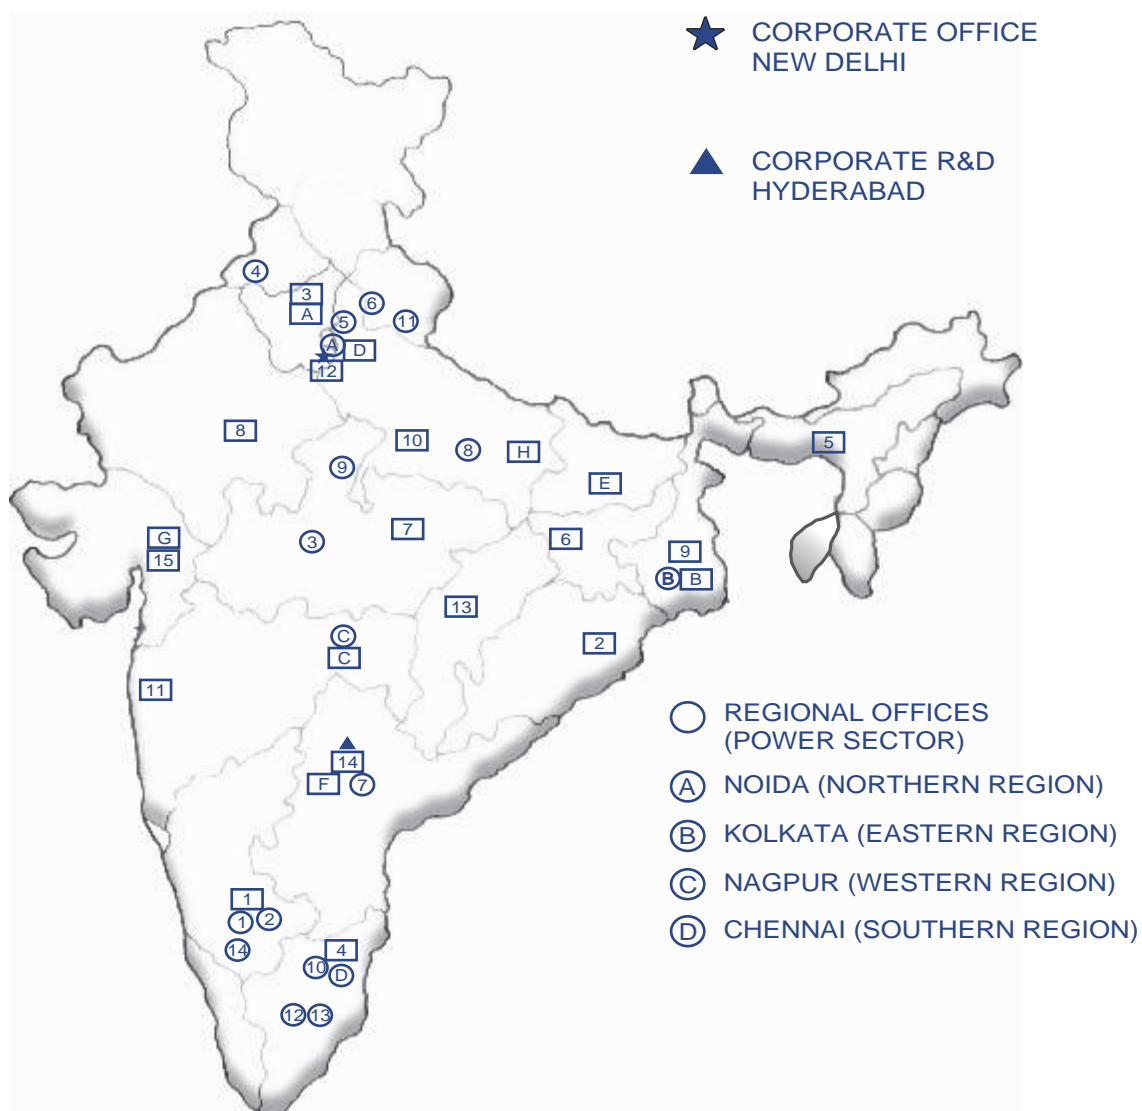 CORPORATE OFFICE
NEW DELHI
CORPORATE R&D
HYDERABAD
4
3
6
A
5
11
A
D
12
8
10
8
H
9
E
5
7
G
3
6
15
9
B
B
13
C
2
C
11
14
F
7
REGIONAL OFFICES
(POWER SECTOR)
A NOIDA (NORTHERN REGION)
B KOLKATA (EASTERN REGION)
C NAGPUR (WESTERN REGION)
D CHENNAI (SOUTHERN REGION)
1
1
2
14
4
10
D
12
13